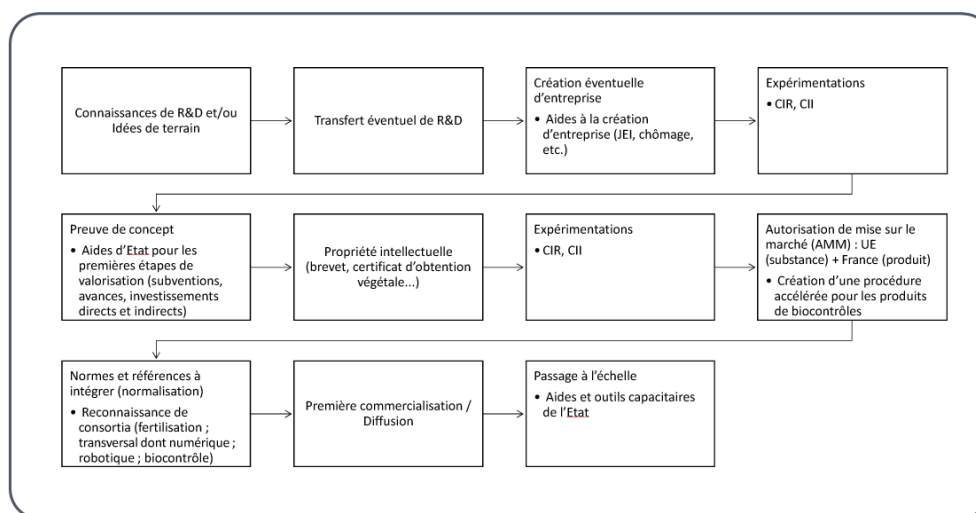 Connaissances de R&D et/ou
Idées de terrain
Transfert éventuel de R&D
Création éventuelle
d'entreprise
• Aides à la création
d'entreprise (JEI, chômage,
etc.)
Expérimentations
• CIR, CII
Preuve de concept
• Aides d'Etat pour les
premières étapes de
valorisation (subventions,
avances, investissements
directs et indirects)
Propriété intellectuelle
(brevet, certificat d'obtention
végétale...)
Expérimentations
• CIR, CII
Autorisation de mise sur le
marché (AMM) : UE
(substance) + France (produit)
• Création d'une procédure
accélérée pour les produits
de biocontrôles
Normes et références à
intégrer (normalisation)
• Reconnaissance de
consortia (fertilisation ;
transversal dont numérique ;
robotique ; biocontrôle)
Première commercialisation /
Diffusion
Passage à l'échelle
• Aides et outils capacitaires
de l'Etat